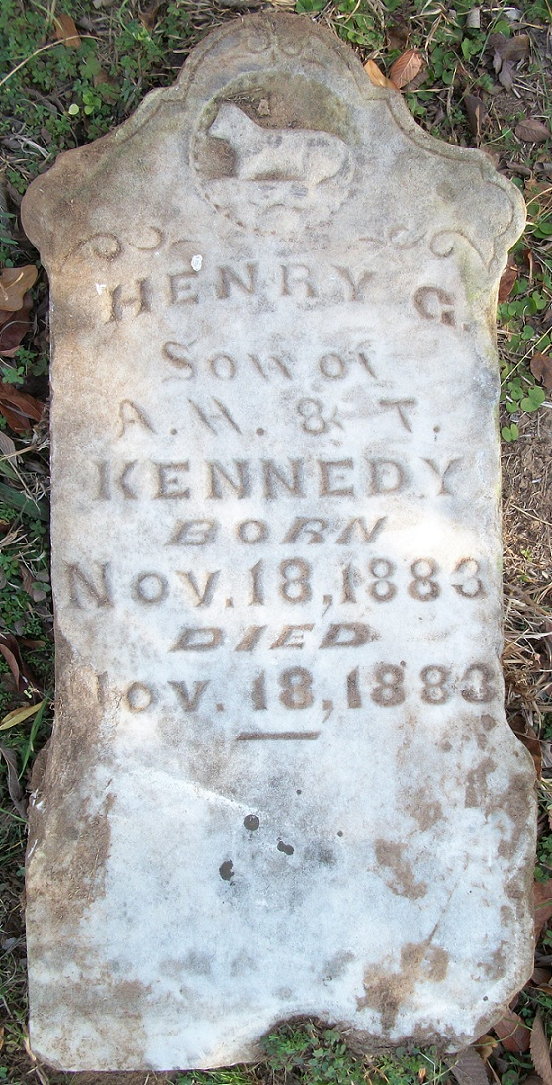 HENRY G.
SON OF
A. H. & T.
KENNEDY
BORN
NOV. 18, 1883
DIED
NOV. 18, 1883